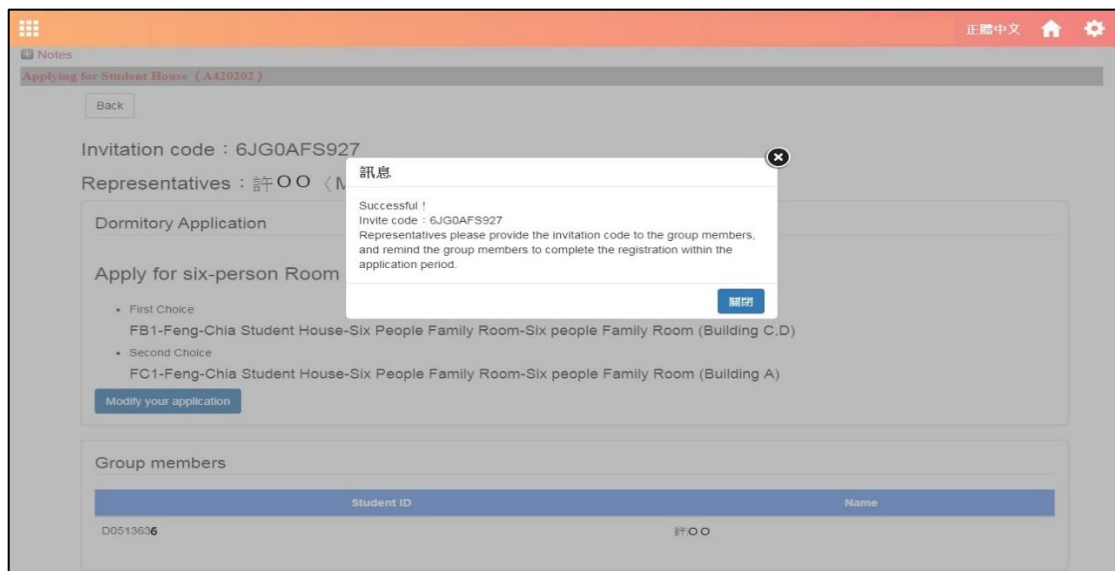 正體中文
Notes
Applying for Student House（A420202）
Back
Invitation code：6JG0AFS927
Representatives：許OO〈M
訊息
Successful！
Invite code：6JG0AFS927
Representatives please provide the invitation code to the group members,
and remind the group members to complete the registration within the
application period.
關閉
Dormitory Application
Apply for six-person Room
First Choice
FB1-Feng-Chia Student House-Six People Family Room-Six people Family Room (Building C,D)
Second Choice
FC1-Feng-Chia Student House-Six People Family Room-Six people Family Room (Building A)
Modify your application
Group members
Student ID Name
D0513636 許OO